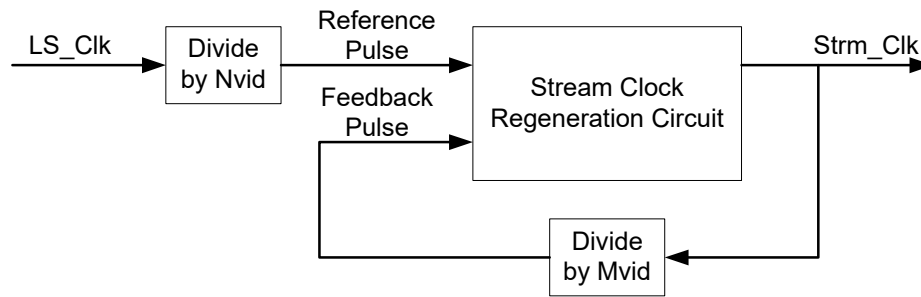 LS_Clk
Divide
by Nvid
Reference
Pulse
Feedback
Pulse
Stream Clock
Regeneration Circuit
Strm_Clk
Divide
by Mvid